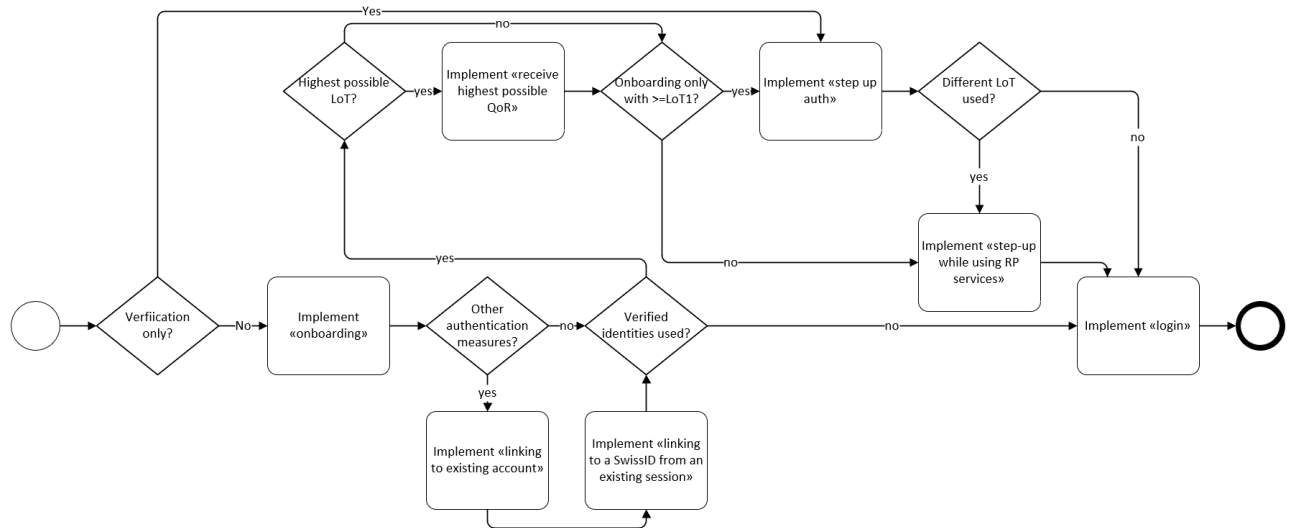 Yes
no
Highest possible
LoT?
yes
Implement «receive
highest possible
QoR»
Onboarding only
with >=LoT1?
yes
Implement «step up
auth»
Different LoT
used?
no
yes
no
Implement «step-up
while using RP
services»
yes
Verfiication
only?
No
Implement
«onboarding»
Other
authentication
measures?
no
Verified
identities used?
no
Implement «login»
yes
Implement «linking
to existing account»
Implement «linking
to a SwissID from an
existing session»